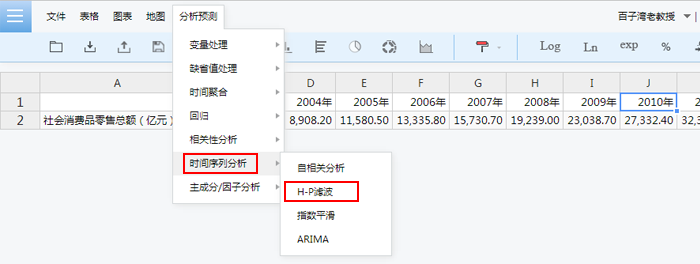 文件 表格 图表 地图 分析预测 百子湾老教授
变量处理 Log Ln exp %
缺省值处理
A D E F G H I J
时间聚合
1 2004年 2005年 2006年 2007年 2008年 2009年 2010年
回归
2 社会消费品零售总额（亿元） 8,908.20 11,580.50 13,335.80 15,730.70 19,239.00 23,038.70 27,332.40
相关性分析
时间序列分析 自相关分析
主成分/因子分析 H-P滤波
指数平滑
ARIMA